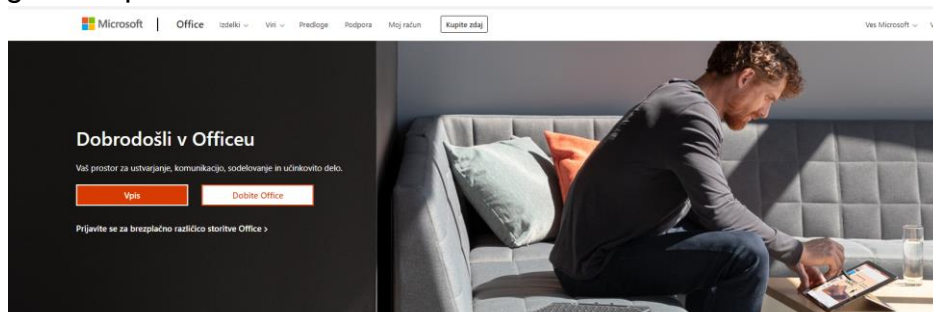 Microsoft Office Izdelki Viri Predloge Podpora Moj račun Kupite zdaj Ves Microsoft
Dobrodošli v Officeu
Vaš prostor za ustvarjanje, komunikacijo, sodelovanje in učinkovito delo.
Vpis Dobite Office
Prijavite se za brezplačno različico storitve Office >